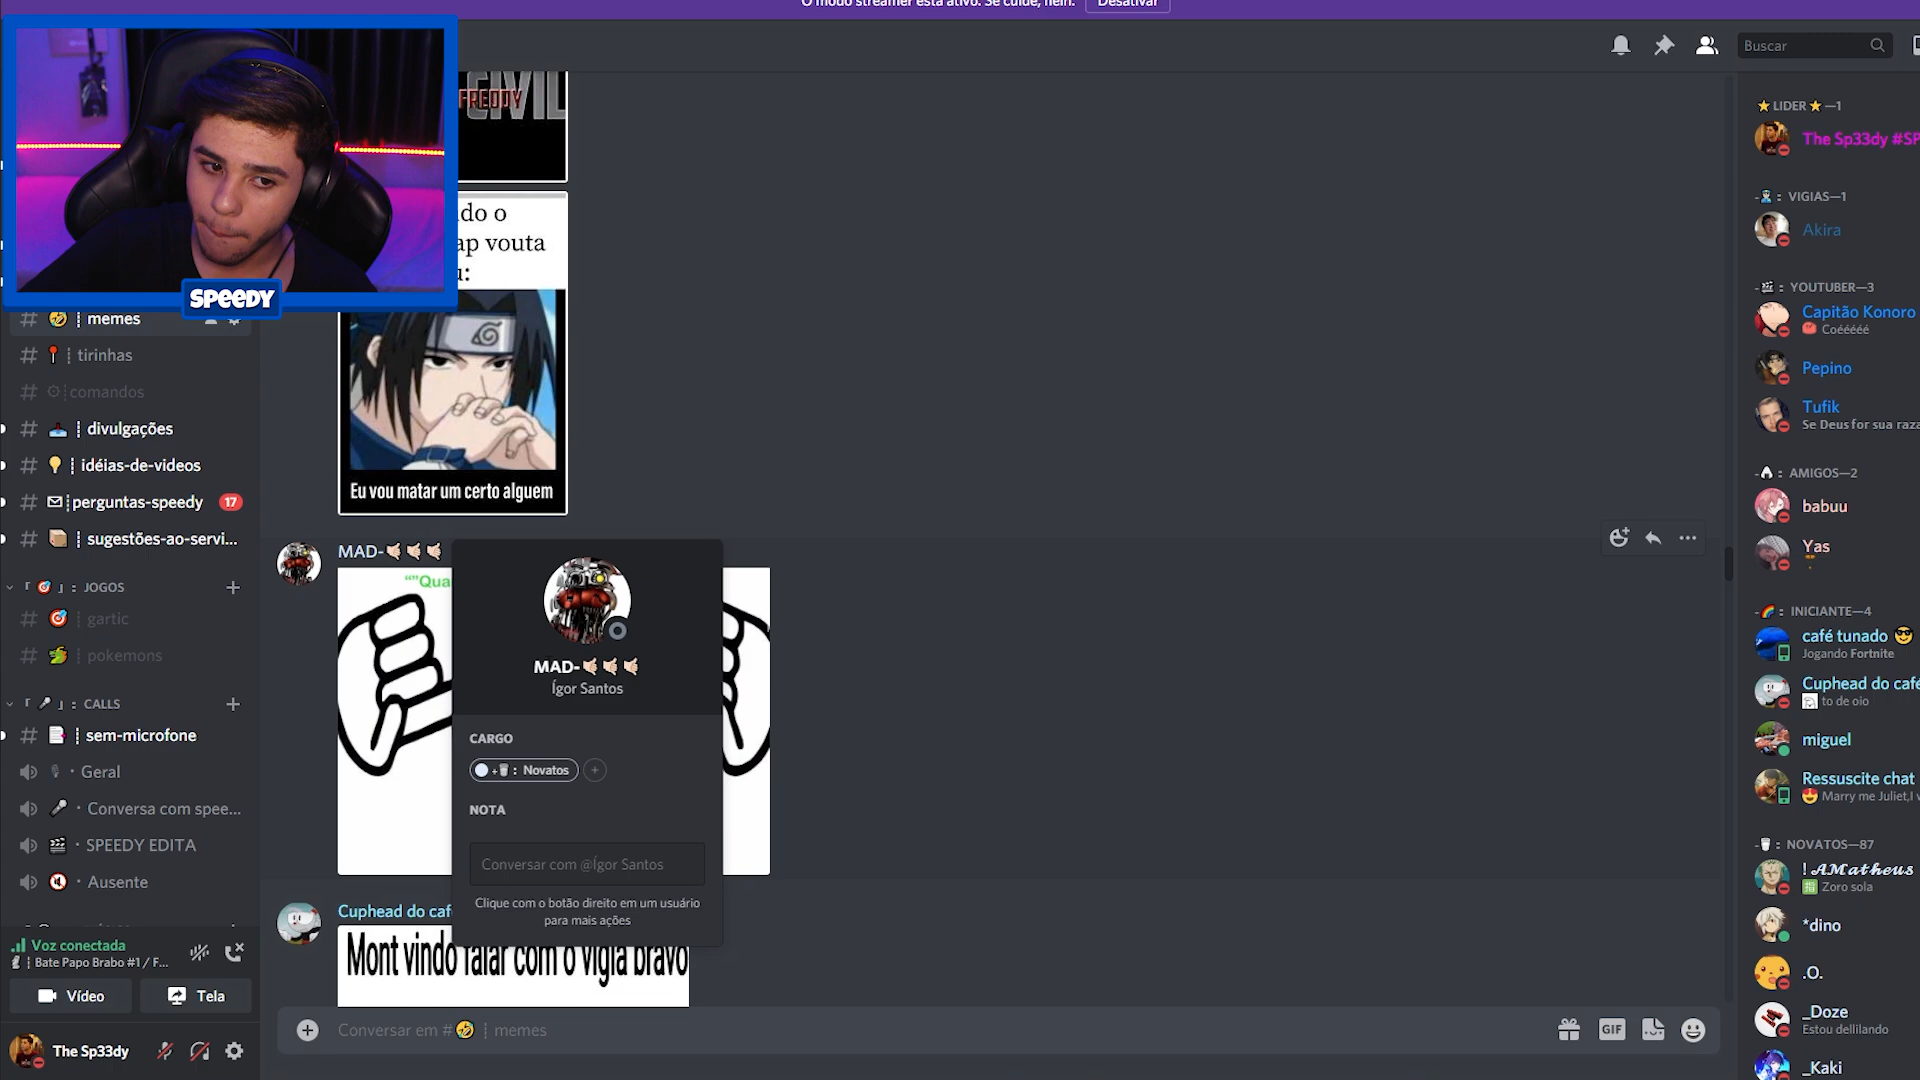 O modo streamer está ativo. Se cuide, hein.
Desativar
Buscar
SPEEDY
memes
tirinhas
comandos
divulgações
idéias-de-videos
perguntas-speedy
17
sugestões-ao-servi...
「 」 : JOGOS
gartic
pokemons
「 」 : CALLS
sem-microfone
· Geral
· Conversa com spee...
· SPEEDY EDITA
· Ausente
Voz conectada
Bate Papo Brabo #1 / F...
Vídeo
Tela
The Sp33dy
CIVIL
FREDDY
do o
ap vouta
u:
Eu vou matar um certo alguem
MAD-🤙🏻🤙🏻🤙🏻
“”Qua
MAD-🤙🏻🤙🏻🤙🏻
Ígor Santos
CARGO
Novatos
NOTA
Conversar com @Ígor Santos
Clique com o botão direito em um usuário
para mais ações
Cuphead do caf
Mont vindo falar com o vigia bravo
Conversar em # 🤣 ┆ memes
GIF
⭐ LIDER ⭐ —1
The Sp33dy #SP
VIGIAS—1
Akira
YOUTUBER—3
Capitão Konoro
Coééééé
Pepino
Tufik
Se Deus for sua raza
AMIGOS—2
babuu
Yas
INICIANTE—4
café tunado 😎
Jogando Fortnite
Cuphead do café
to de oio
miguel
Ressuscite chat
😍 Marry me Juliet,I
NOVATOS—87
! 𝓐𝓜𝓪𝓽𝓱𝓮𝓾𝓼
Zoro sola
*dino
.O.
_Doze
Estou dellilando
_Kaki